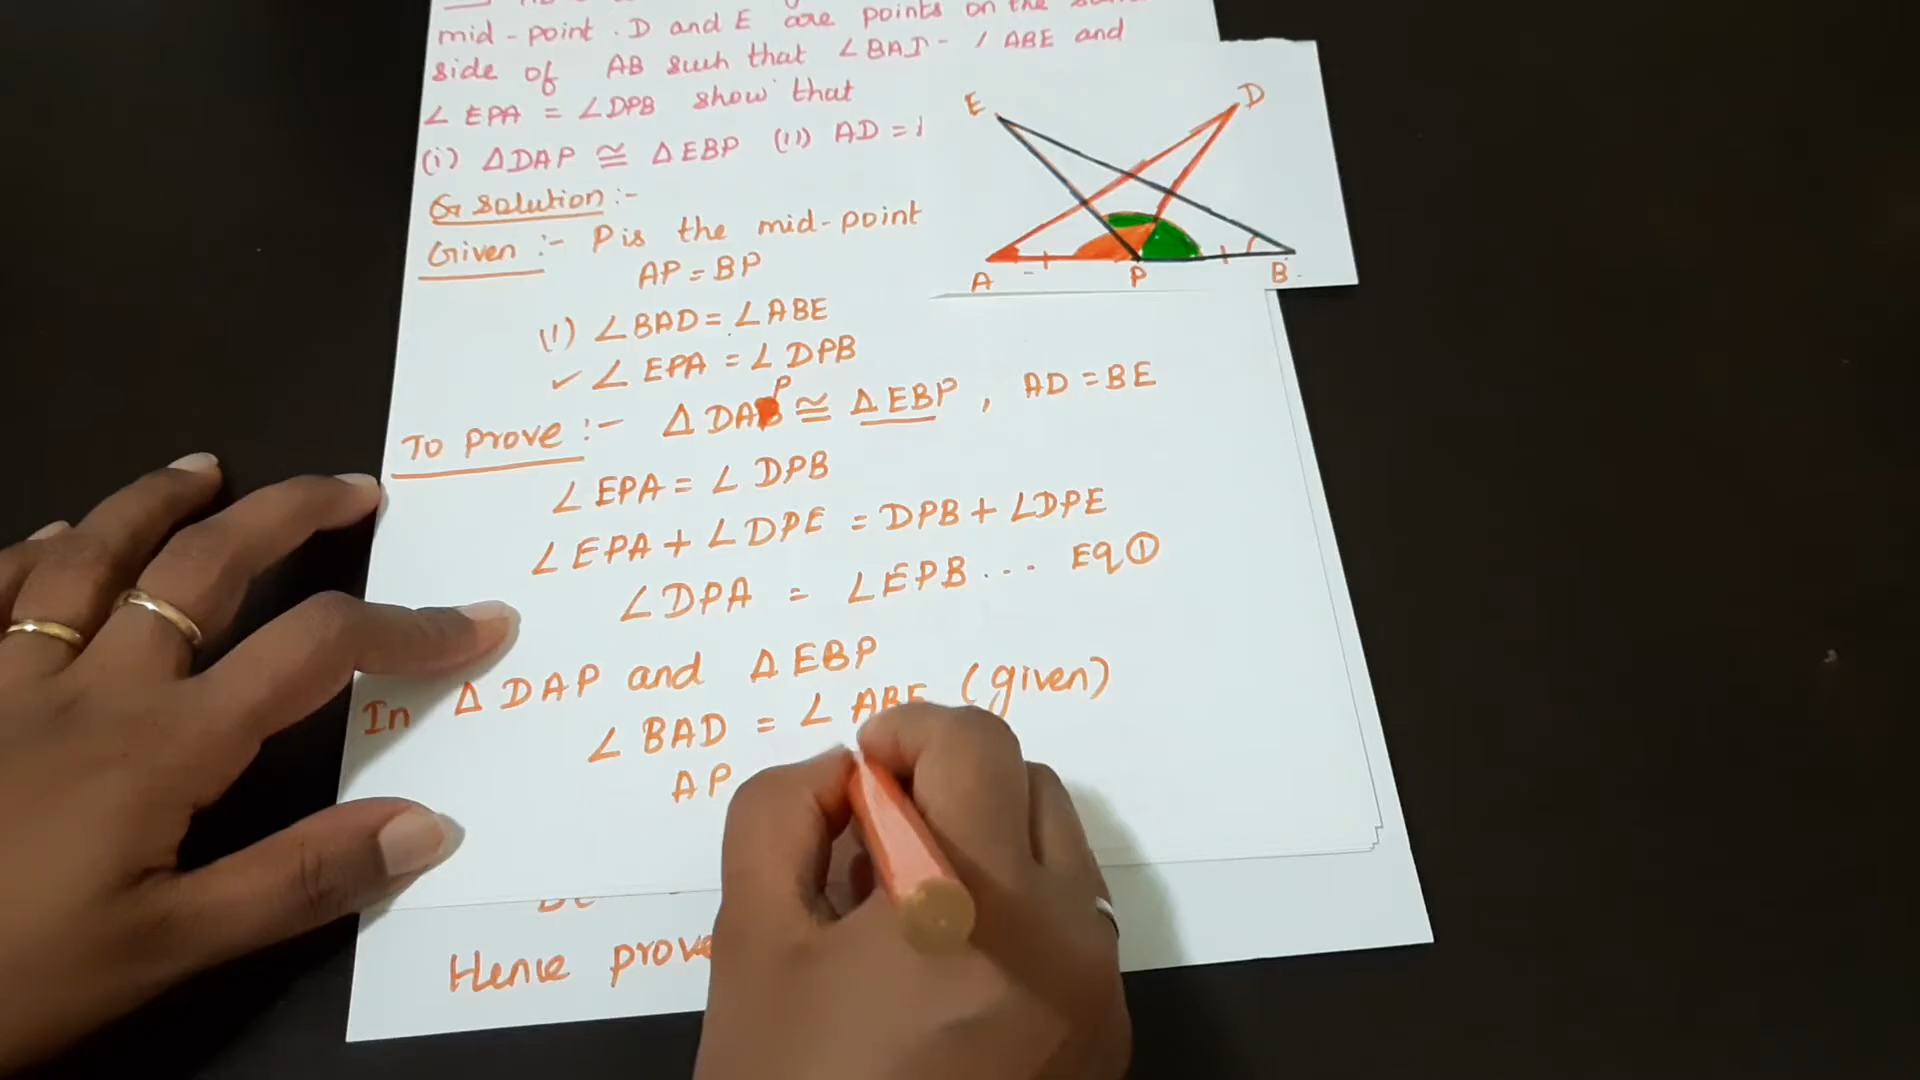 mid-point. D and E are points on the
side of AB such that ∠BAD = ∠ABE and
∠EPA = ∠DPB show that
(i) ΔDAP ≅ ΔEBP (ii) AD =
Solution:-
Given:- P is the mid-point
AP = BP
(1) ∠BAD = ∠ABE
✓ ∠EPA = ∠DPB
To prove:- ΔDAP ≅ ΔEBP, AD = BE
∠EPA = ∠DPB
∠EPA + ∠DPE = DPB + ∠DPE
∠DPA = ∠EPB... Eq ①
In ΔDAP and ΔEBP
∠BAD = ∠ABE (given)
AP
Hence
E
D
A
P
B